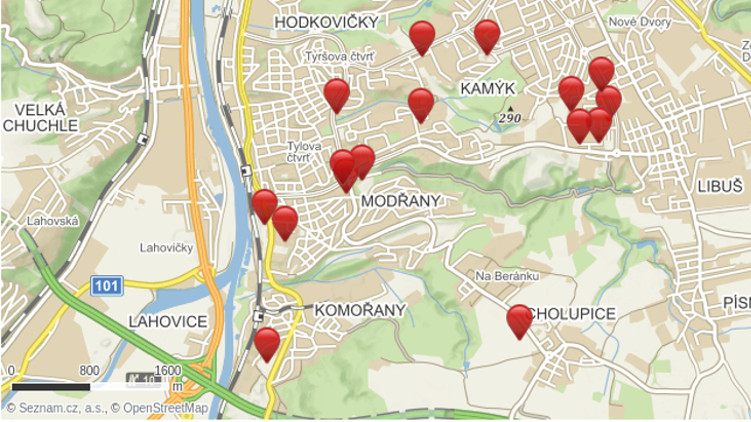 HODKOVIČKY
Nové Dvory
Tyršova čtvrť
KAMÝK
VELKÁ
CHUCHLE
290
Tylova
čtvrť
LIBUŠ
MODŘANY
Lahovská
Lahovičky
Na Beránku
101
LAHOVICE
KOMOŘANY
CHOLUPICE
PÍSN
0 800 1600
m
10
© Seznam.cz, a.s., © OpenStreetMap